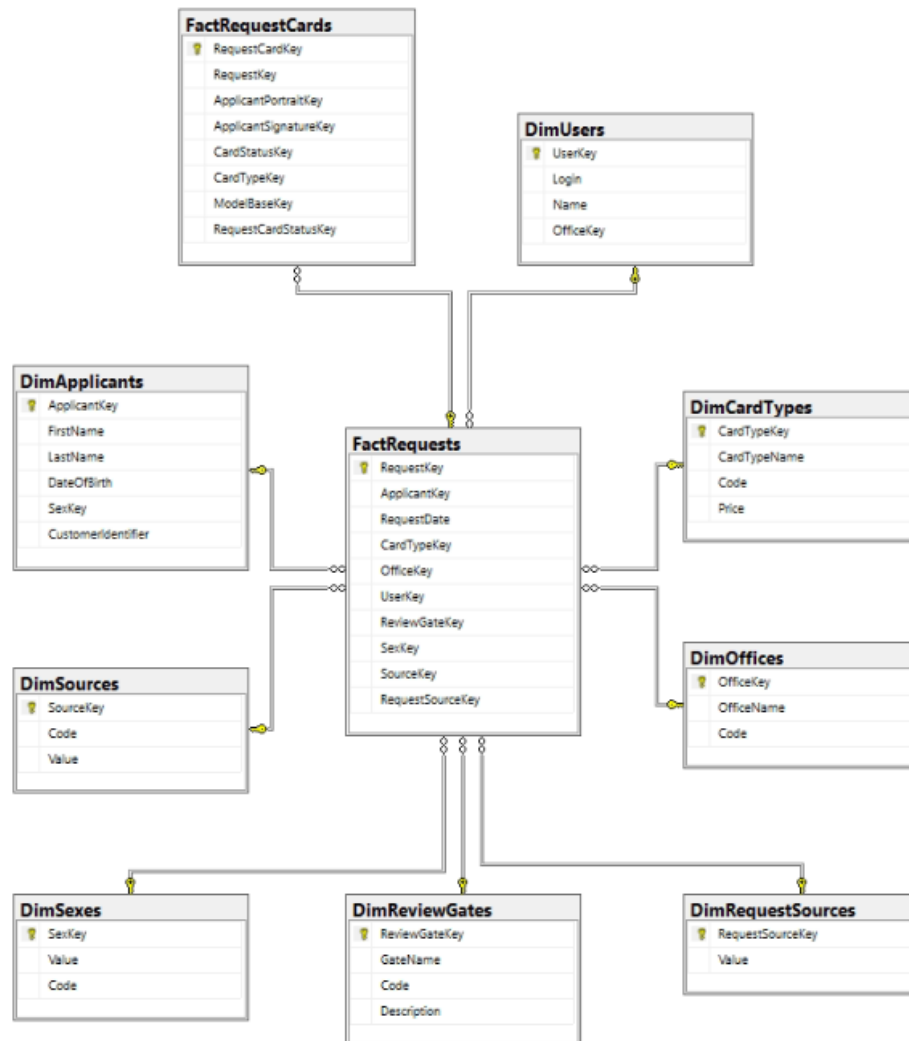 FactRequestCards
RequestCardKey
RequestKey
ApplicantPortraitKey
ApplicantSignatureKey
CardStatusKey
CardTypeKey
ModelBaseKey
RequestCardStatusKey
DimUsers
UserKey
Login
Name
OfficeKey
DimApplicants
ApplicantKey
FirstName
LastName
DateOfBirth
SexKey
CustomerIdentifier
FactRequests
RequestKey
ApplicantKey
RequestDate
CardTypeKey
OfficeKey
UserKey
ReviewGateKey
SexKey
SourceKey
RequestSourceKey
DimCardTypes
CardTypeKey
CardTypeName
Code
Price
DimSources
SourceKey
Code
Value
DimOffices
OfficeKey
OfficeName
Code
DimSexes
SexKey
Value
Code
DimReviewGates
ReviewGateKey
GateName
Code
Description
DimRequestSources
RequestSourceKey
Value